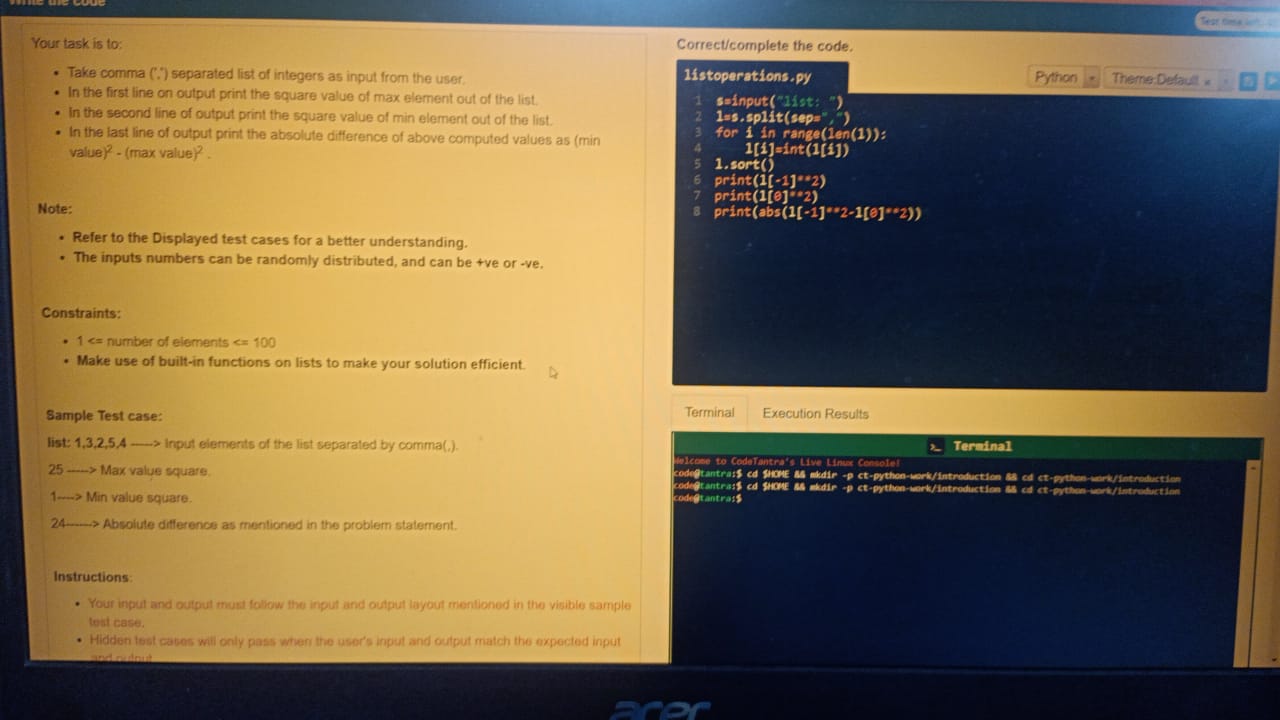 Write the code
Test time left:
Your task is to:
• Take comma (',') separated list of integers as input from the user.
• In the first line on output print the square value of max element out of the list.
• In the second line of output print the square value of min element out of the list.
• In the last line of output print the absolute difference of above computed values as (min
value)² - (max value)² .
Note:
• Refer to the Displayed test cases for a better understanding.
• The inputs numbers can be randomly distributed, and can be +ve or -ve.
Constraints:
• 1 <= number of elements <= 100
• Make use of built-in functions on lists to make your solution efficient.
Sample Test case:
list: 1,3,2,5,4 -----> Input elements of the list separated by comma(,).
25 -----> Max value square.
1----> Min value square.
24------> Absolute difference as mentioned in the problem statement.
Instructions:
• Your input and output must follow the input and output layout mentioned in the visible sample
test case.
• Hidden test cases will only pass when the user's input and output match the expected input
and output
Correct/complete the code.
listoperations.py
Python
Theme:Default
1 s=input("list: ")
2 l=s.split(sep=",")
3 for i in range(len(l)):
4 l[i]=int(l[i])
5 l.sort()
6 print(l[-1]**2)
7 print(l[0]**2)
8 print(abs(l[-1]**2-l[0]**2))
Terminal Execution Results
>_ Terminal
Welcome to CodeTantra's Live Linux Console!
code@tantra:$ cd $HOME && mkdir -p ct-python-work/introduction && cd ct-python-work/introduction
code@tantra:$ cd $HOME && mkdir -p ct-python-work/introduction && cd ct-python-work/introduction
code@tantra:$
acer